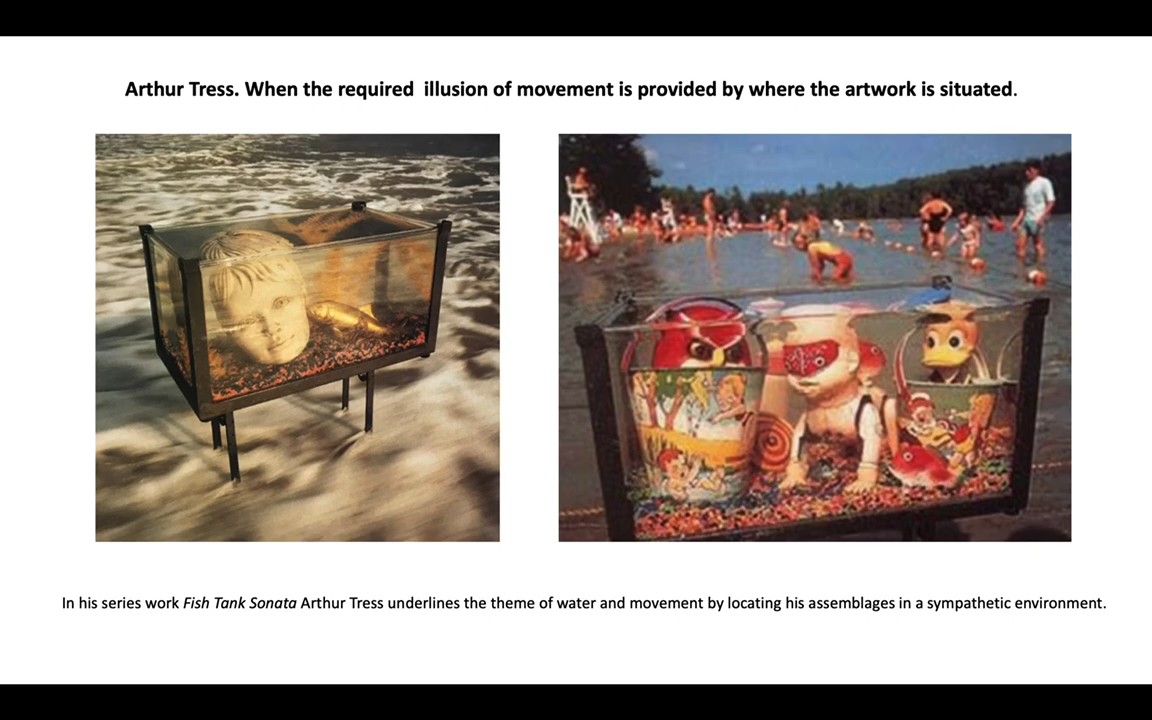 Arthur Tress. When the required  illusion of movement is provided by where the artwork is situated.
In his series work Fish Tank Sonata Arthur Tress underlines the theme of water and movement by locating his assemblages in a sympathetic environment.